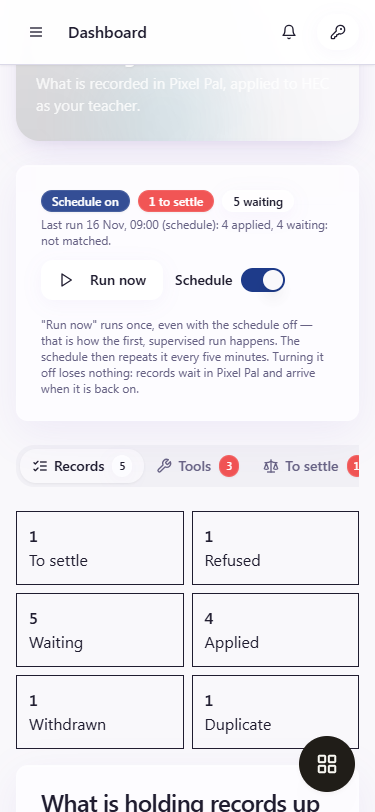 Dashboard
What is recorded in Pixel Pal, applied to HEC
as your teacher.
Schedule on
1 to settle
5 waiting
Last run 16 Nov, 09:00 (schedule): 4 applied, 4 waiting:
not matched.
Run now
Schedule
"Run now" runs once, even with the schedule off —
that is how the first, supervised run happens. The
schedule then repeats it every five minutes. Turning it
off loses nothing: records wait in Pixel Pal and arrive
when it is back on.
Records 5
Tools 3
To settle 1
1
To settle
1
Refused
5
Waiting
4
Applied
1
Withdrawn
1
Duplicate
What is holding records up